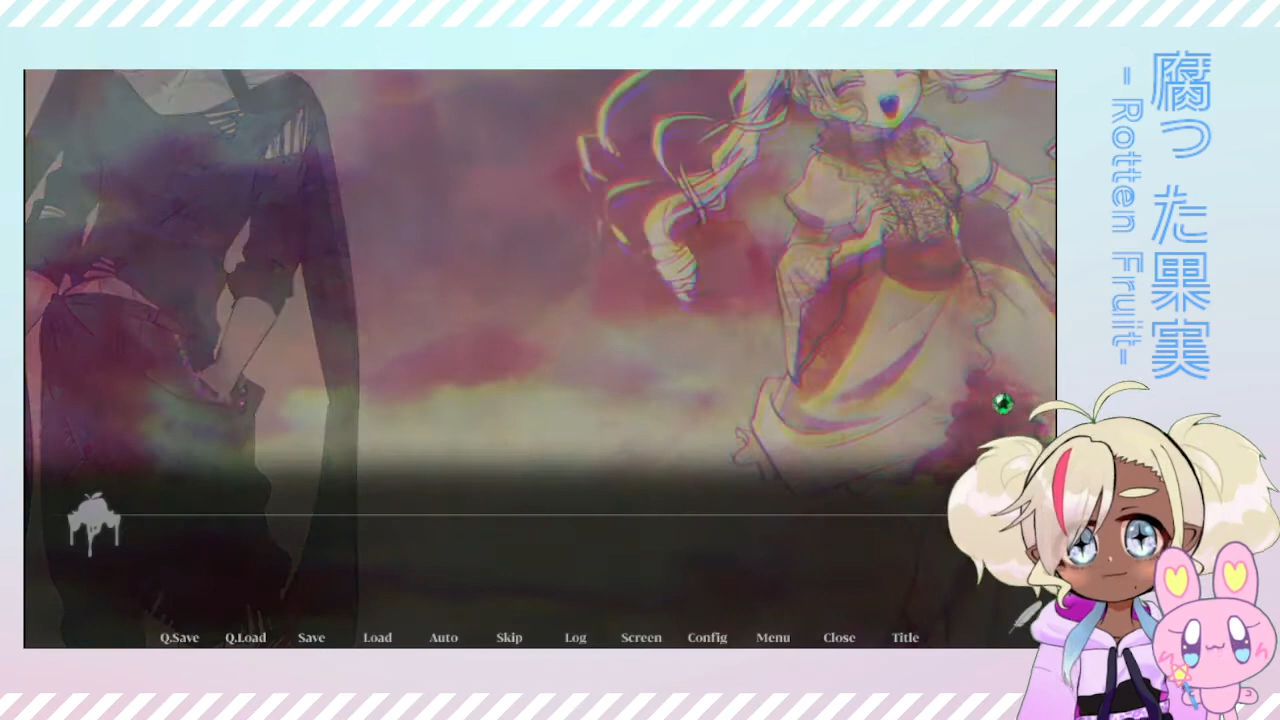 腐った果実
- Rotten Fruit-
Q.Save Q.Load Save Load Auto Skip Log Screen Config Menu Close Title